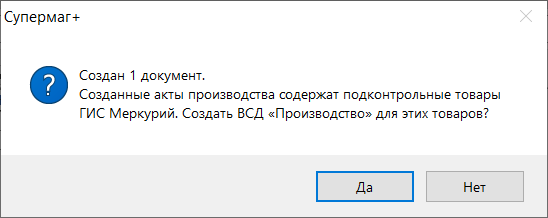 Супермаг+
Создан 1 документ.
Созданные акты производства содержат подконтрольные товары
ГИС Меркурий. Создать ВСД «Производство» для этих товаров?
Да
Нет